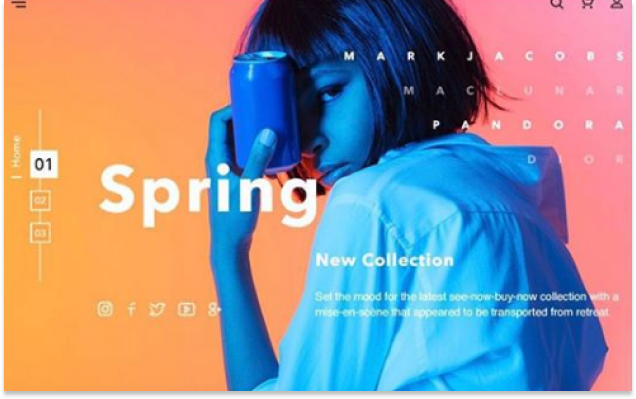 MARKJACOBS
MACLUNAR
PANDORA
DIOR
Home
01
02
03
Spring
New Collection
Set the mood for the latest see-now-buy-now collection with a
mise-en-scene that appeared to be transported from retreat.